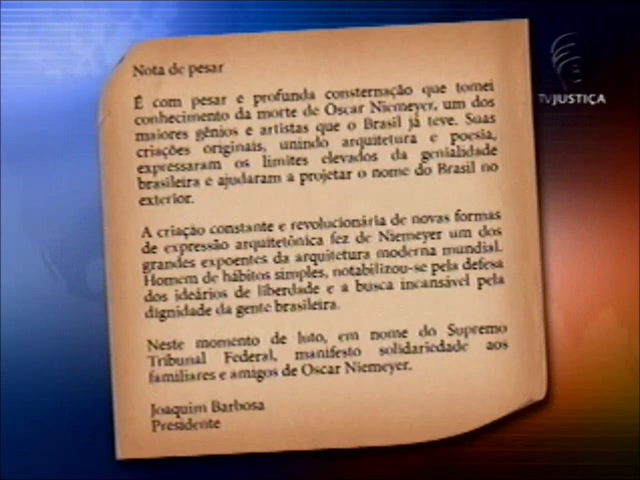 Nota de pesar
TVJUSTIÇA
É com pesar e profunda consternação que tomei
conhecimento da morte de Oscar Niemeyer, um dos
maiores gênios e artistas que o Brasil já teve. Suas
criações originais, unindo arquitetura e poesia,
expressaram os limites elevados da genialidade
brasileira e ajudaram a projetar o nome do Brasil no
exterior.
A criação constante e revolucionária de novas formas
de expressão arquitetônica fez de Niemeyer um dos
grandes expoentes da arquitetura moderna mundial.
Homem de hábitos simples, notabilizou-se pela defesa
dos ideários de liberdade e a busca incansável pela
dignidade da gente brasileira.
Neste momento de luto, em nome do Supremo
Tribunal Federal, manifesto solidariedade aos
familiares e amigos de Oscar Niemeyer.
Joaquim Barbosa
Presidente